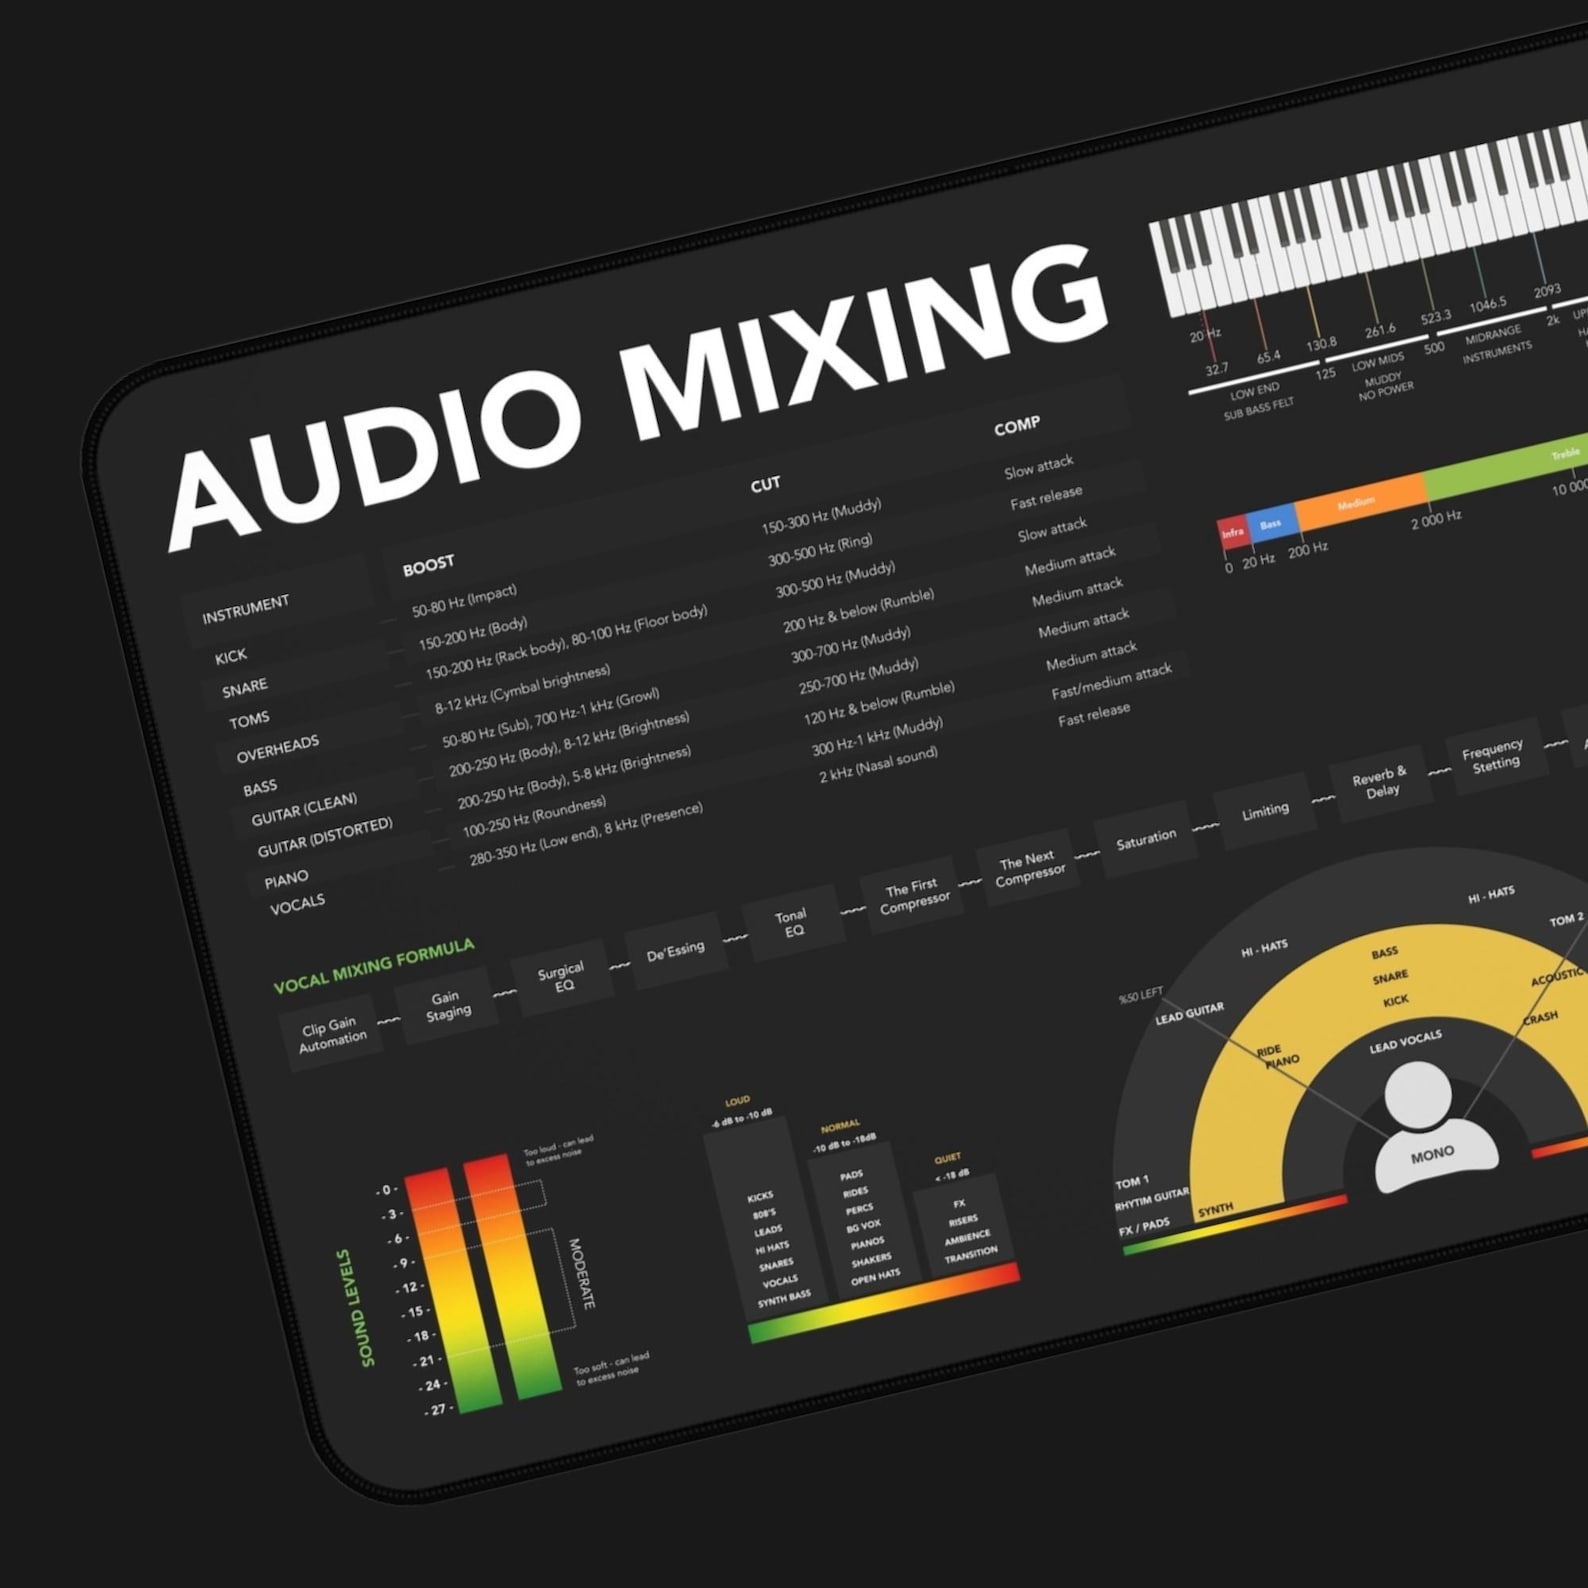 AUDIO MIXING
INSTRUMENT BOOST CUT COMP
KICK 50-80 Hz (Impact) 150-300 Hz (Muddy) Slow attack
SNARE 150-200 Hz (Body) 300-500 Hz (Ring) Fast release
TOMS 150-200 Hz (Rack body), 80-100 Hz (Floor body) 300-500 Hz (Muddy) Slow attack
OVERHEADS 8-12 kHz (Cymbal brightness) 200 Hz & below (Rumble) Medium attack
BASS 50-80 Hz (Sub), 700 Hz-1 kHz (Growl) 300-700 Hz (Muddy) Medium attack
GUITAR (CLEAN) 200-250 Hz (Body), 8-12 kHz (Brightness) 250-700 Hz (Muddy) Medium attack
GUITAR (DISTORTED) 200-250 Hz (Body), 5-8 kHz (Brightness) 120 Hz & below (Rumble) Medium attack
PIANO 100-250 Hz (Roundness) 300 Hz-1 kHz (Muddy) Fast/medium attack
VOCALS 280-350 Hz (Low end), 8 kHz (Presence) 2 kHz (Nasal sound) Fast release
20 Hz
32.7 65.4 130.8 261.6 523.3 1046.5 2093
125 500 2k
LOW END
SUB BASS FELT
LOW MIDS
MUDDY
NO POWER
MIDRANGE
INSTRUMENTS
Infra Bass Medium Treble
0 20 Hz 200 Hz 2 000 Hz 10 000
VOCAL MIXING FORMULA
Clip Gain
Automation
Gain
Staging
Surgical
EQ
De'Essing
Tonal
EQ
The First
Compressor
The Next
Compressor
Saturation
Limiting
Reverb &
Delay
Frequency
Stetting
SOUND LEVELS
- 0 -
- 3 -
- 6 -
- 9 -
- 12 -
- 15 -
- 18 -
- 21 -
- 24 -
- 27 -
Too loud - can lead
to excess noise
MODERATE
Too soft - can lead
to excess noise
LOUD
-6 dB to -10 dB
KICKS
808'S
LEADS
HI HATS
SNARES
VOCALS
SYNTH BASS
NORMAL
-10 dB to -18dB
PADS
RIDES
PERCS
BG VOX
PIANOS
SHAKERS
OPEN HATS
QUIET
< -18 dB
FX
RISERS
AMBIENCE
TRANSITION
%50 LEFT
LEAD GUITAR
HI - HATS
HI - HATS
TOM 2
BASS
SNARE
KICK
ACOUSTIC
CRASH
RIDE
PIANO
LEAD VOCALS
MONO
TOM 1
RHYTIM GUITAR
FX / PADS
SYNTH